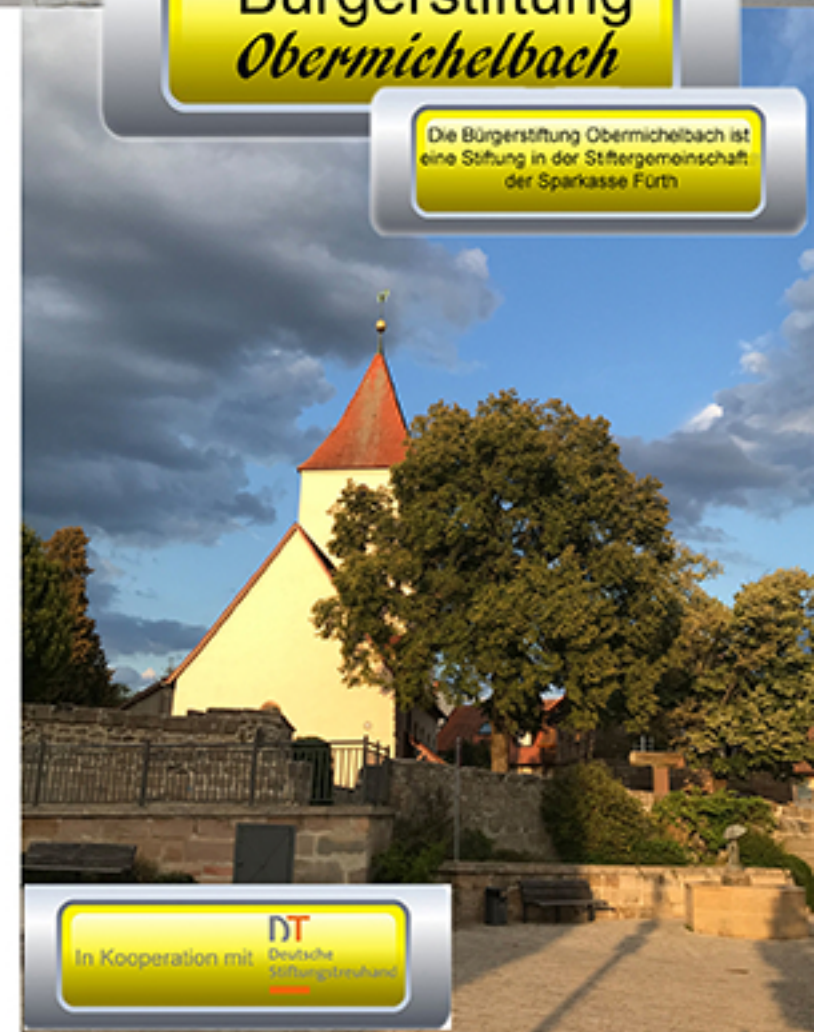 Bürgerstiftung
Obermichelbach
Die Bürgerstiftung Obermichelbach ist
eine Stiftung in der Stiftergemeinschaft
der Sparkasse Fürth
In Kooperation mit
DT
Deutsche
Stiftungstreuhand